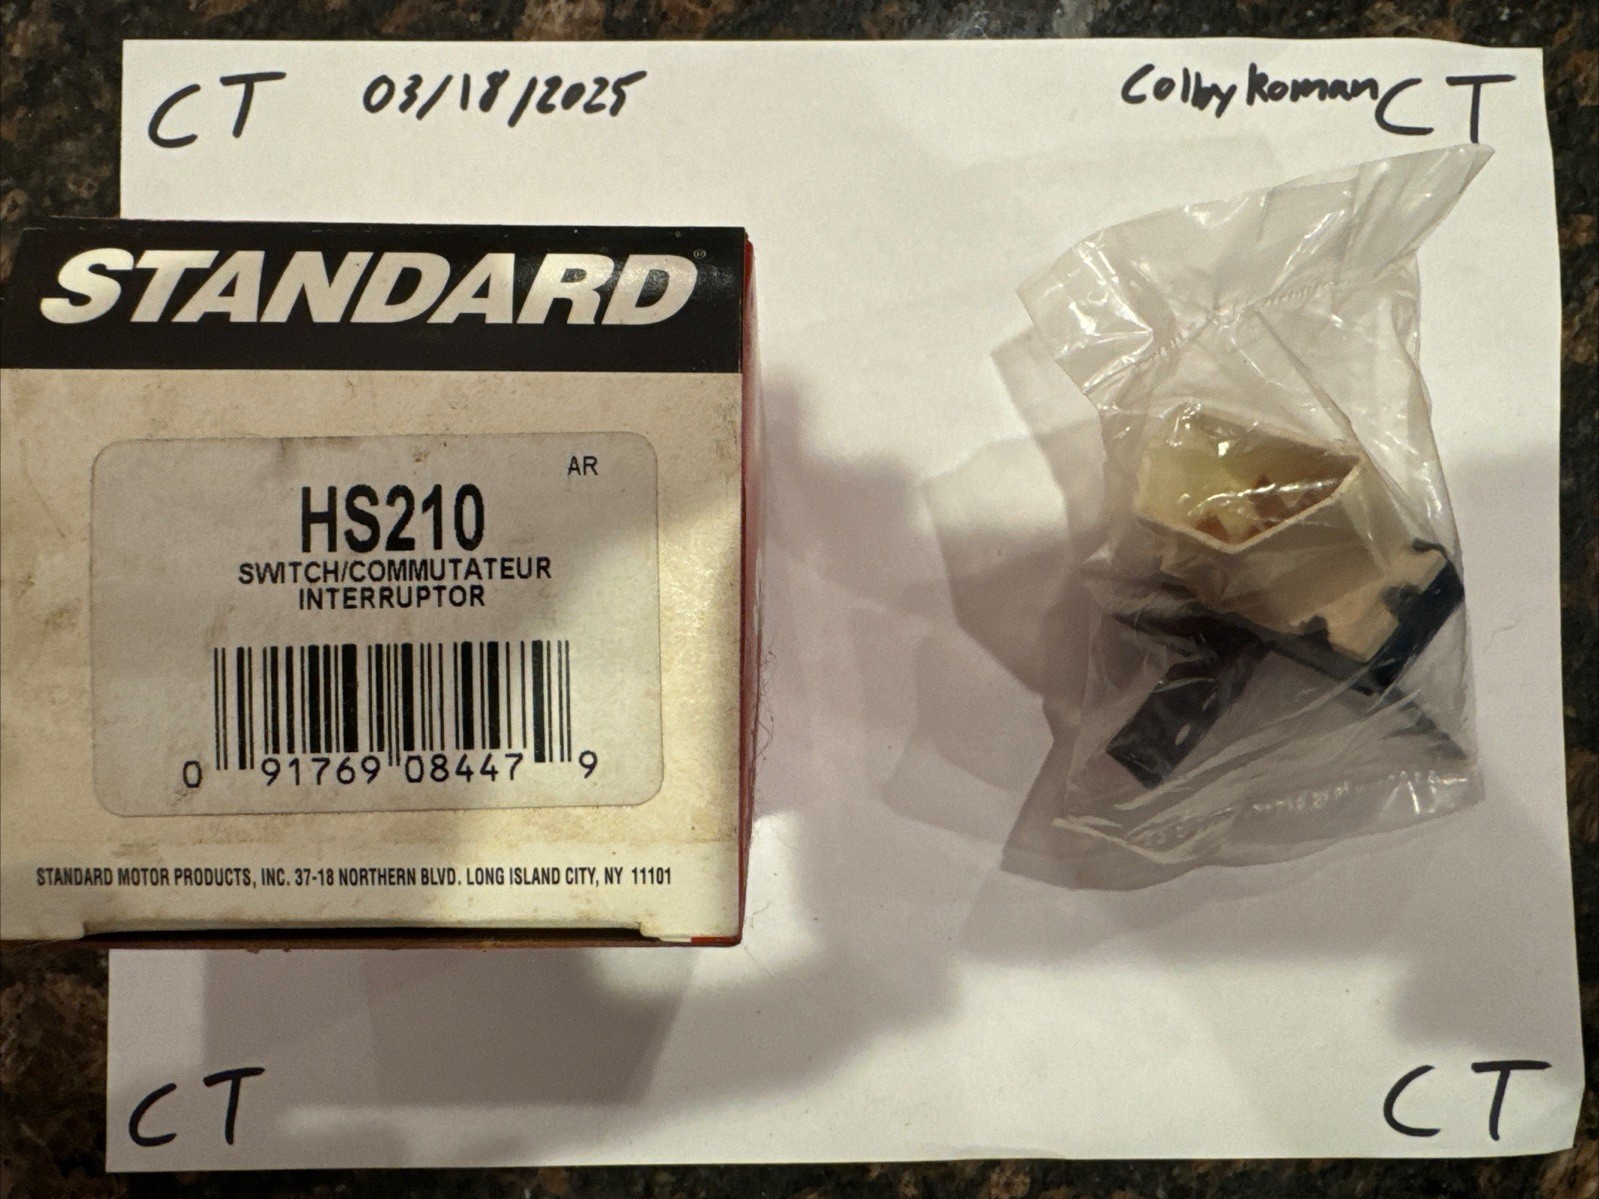 CT 03/18/2025 Colby Roman CT
STANDARD®
AR
HS210
SWITCH/COMMUTATEUR
INTERRUPTOR
0 91769 08447 9
STANDARD MOTOR PRODUCTS, INC. 37-18 NORTHERN BLVD. LONG ISLAND CITY, NY 11101
CT CT